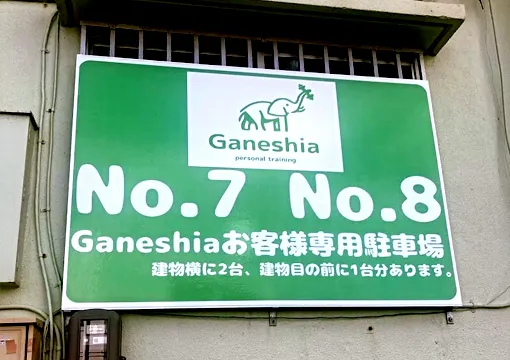 Ganeshia
personal training
No.7 No.8
Ganeshiaお客様専用駐車場
建物横に2台、建物目の前に1台分あります。